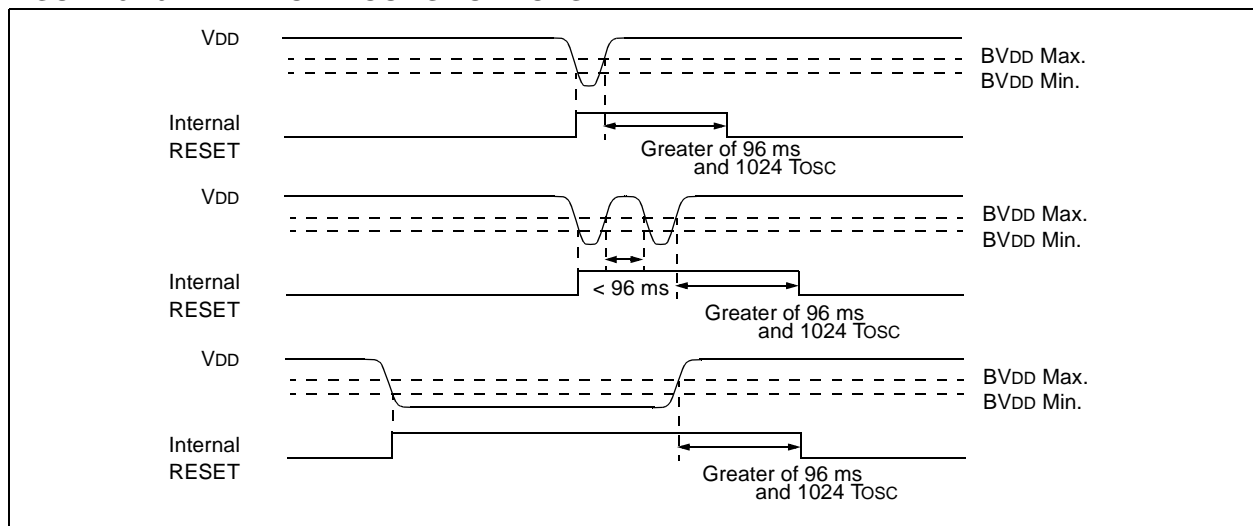 VDD
BVDD Max.
BVDD Min.
Internal
RESET
Greater of 96 ms
and 1024 TOSC
VDD
BVDD Max.
BVDD Min.
Internal
RESET
< 96 ms
Greater of 96 ms
and 1024 TOSC
VDD
BVDD Max.
BVDD Min.
Internal
RESET
Greater of 96 ms
and 1024 TOSC